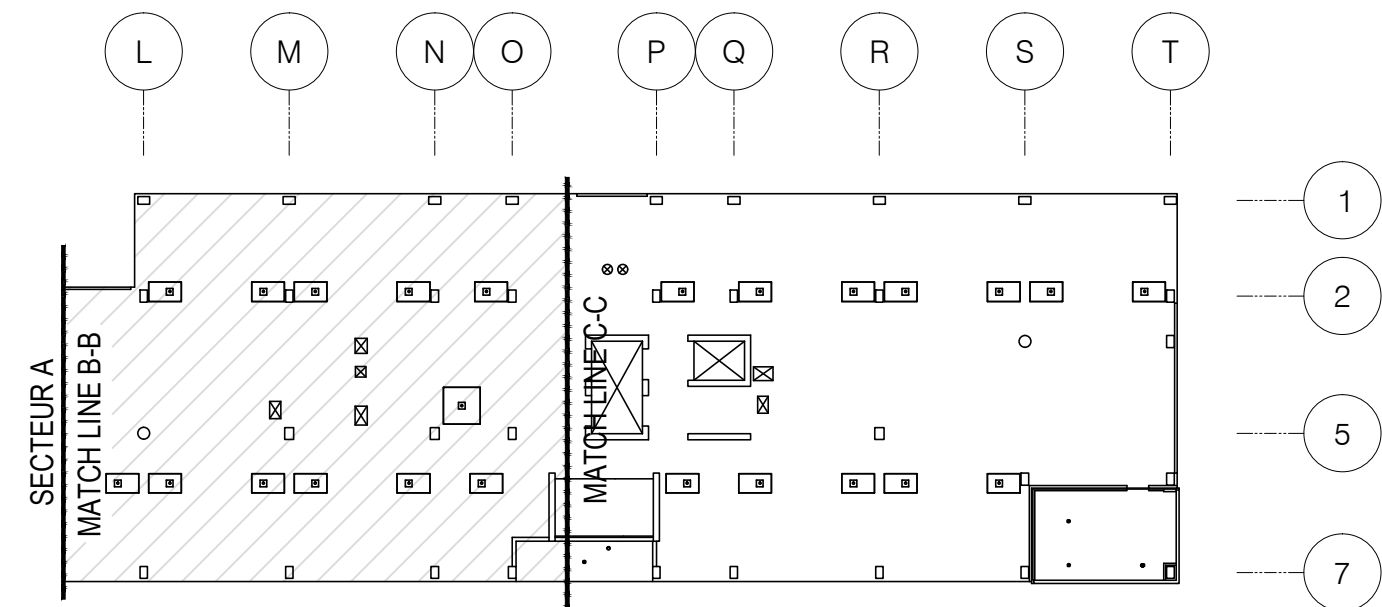 L M N O P Q R S T
1
2
5
7
SECTEUR A
MATCH LINE B-B
MATCH LINE C-C